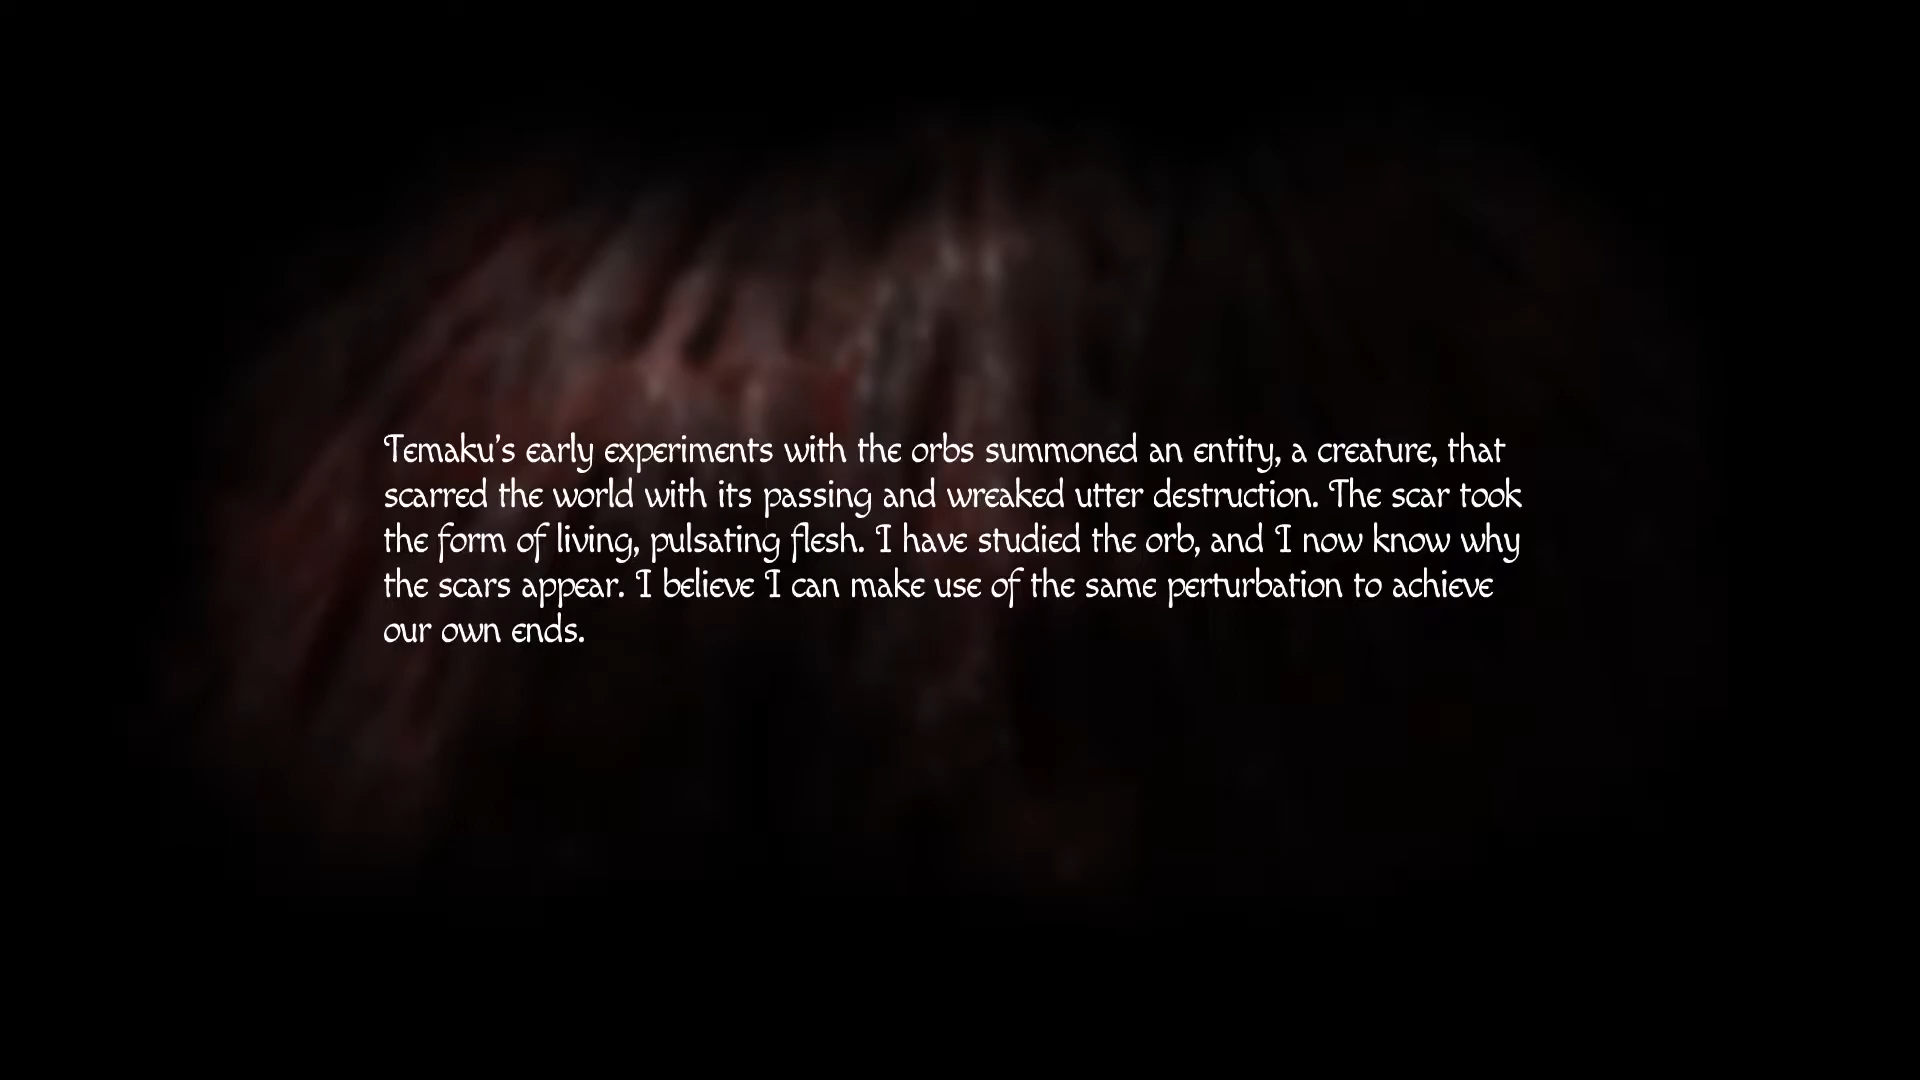 Temaku's early experiments with the orbs summoned an entity, a creature, that
scarred the world with its passing and wreaked utter destruction. The scar took
the form of living, pulsating flesh. I have studied the orb, and I now know why
the scars appear. I believe I can make use of the same perturbation to achieve
our own ends.